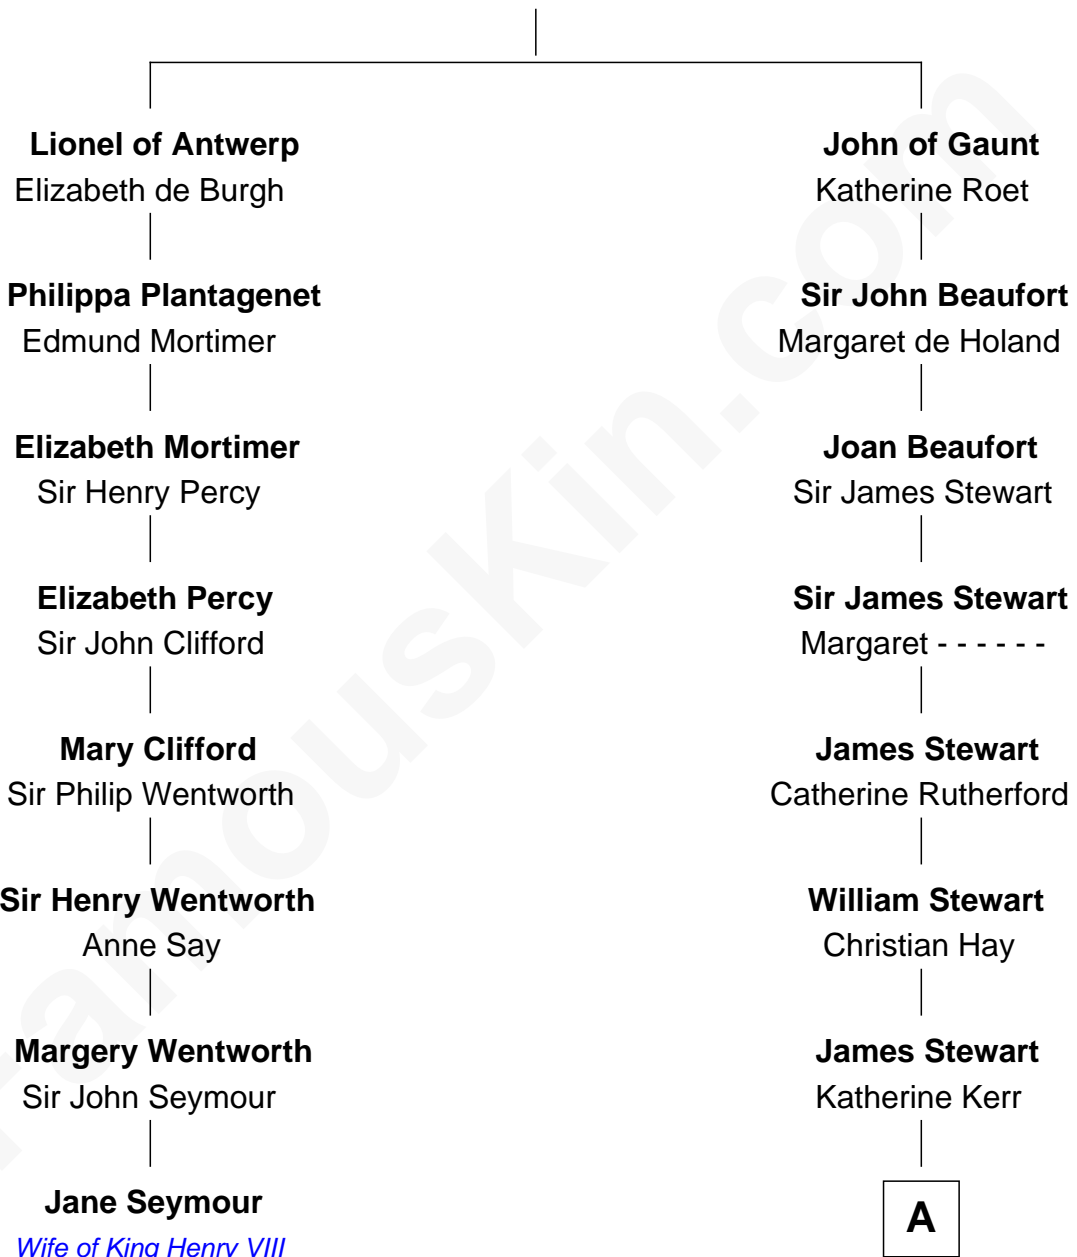 Lionel of Antwerp
Elizabeth de Burgh
Philippa Plantagenet
Edmund Mortimer
Elizabeth Mortimer
Sir Henry Percy
Elizabeth Percy
Sir John Clifford
Mary Clifford
Sir Philip Wentworth
Sir Henry Wentworth
Anne Say
Margery Wentworth
Sir John Seymour
Jane Seymour
Wife of King Henry VIII
John of Gaunt
Katherine Roet
Sir John Beaufort
Margaret de Holand
Joan Beaufort
Sir James Stewart
Sir James Stewart
Margaret - - - - - -
James Stewart
Catherine Rutherford
William Stewart
Christian Hay
James Stewart
Katherine Kerr
A
FamousKin.com